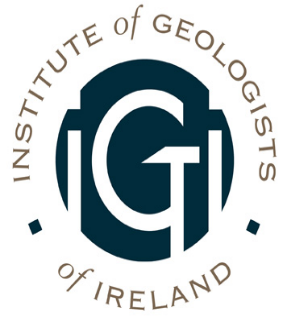 INSTITUTE of GEOLOGISTS
IGI
of IRELAND